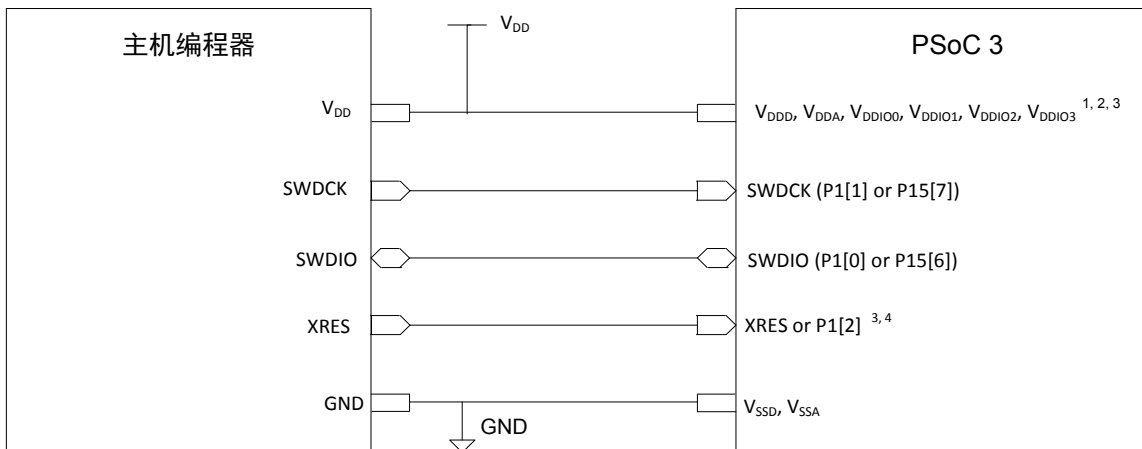 V_DD
主机编程器
PSoC 3
V_DD
V_DDD, V_DDA, V_DDIO0, V_DDIO1, V_DDIO2, V_DDIO3 1, 2, 3
SWDCK
SWDCK (P1[1] or P15[7])
SWDIO
SWDIO (P1[0] or P15[6])
XRES
XRES or P1[2] 3, 4
GND
V_SSD, V_SSA
GND